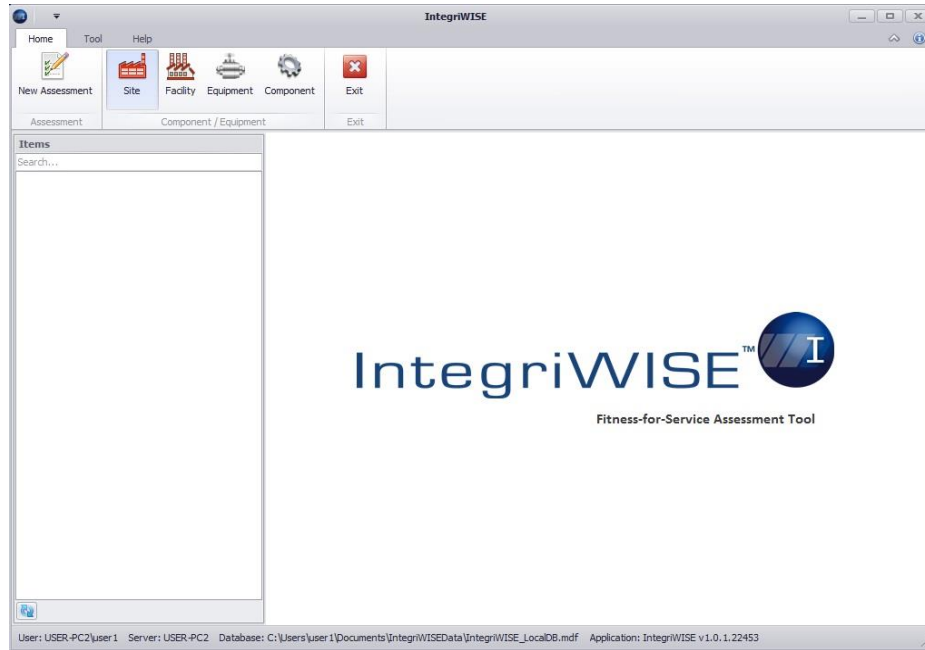 IntegriWISE
Home Tool Help
New Assessment Site Facility Equipment Component Exit
Assessment Component / Equipment Exit
Items
Search...
IntegriWISE™ I
Fitness-for-Service Assessment Tool
User: USER-PC2\user1 Server: USER-PC2 Database: C:\Users\user1\Documents\IntegriWISEData\IntegriWISE_LocalDB.mdf Application: IntegriWISE v1.0.1.22453